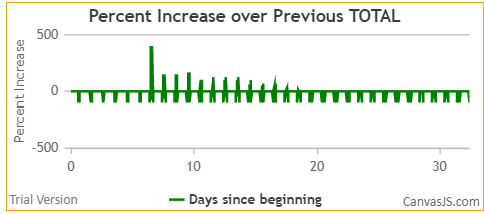 Percent Increase over Previous TOTAL
Percent Increase
500
0
-500
0
10
20
30
Days since beginning
Trial Version
CanvasJS.com